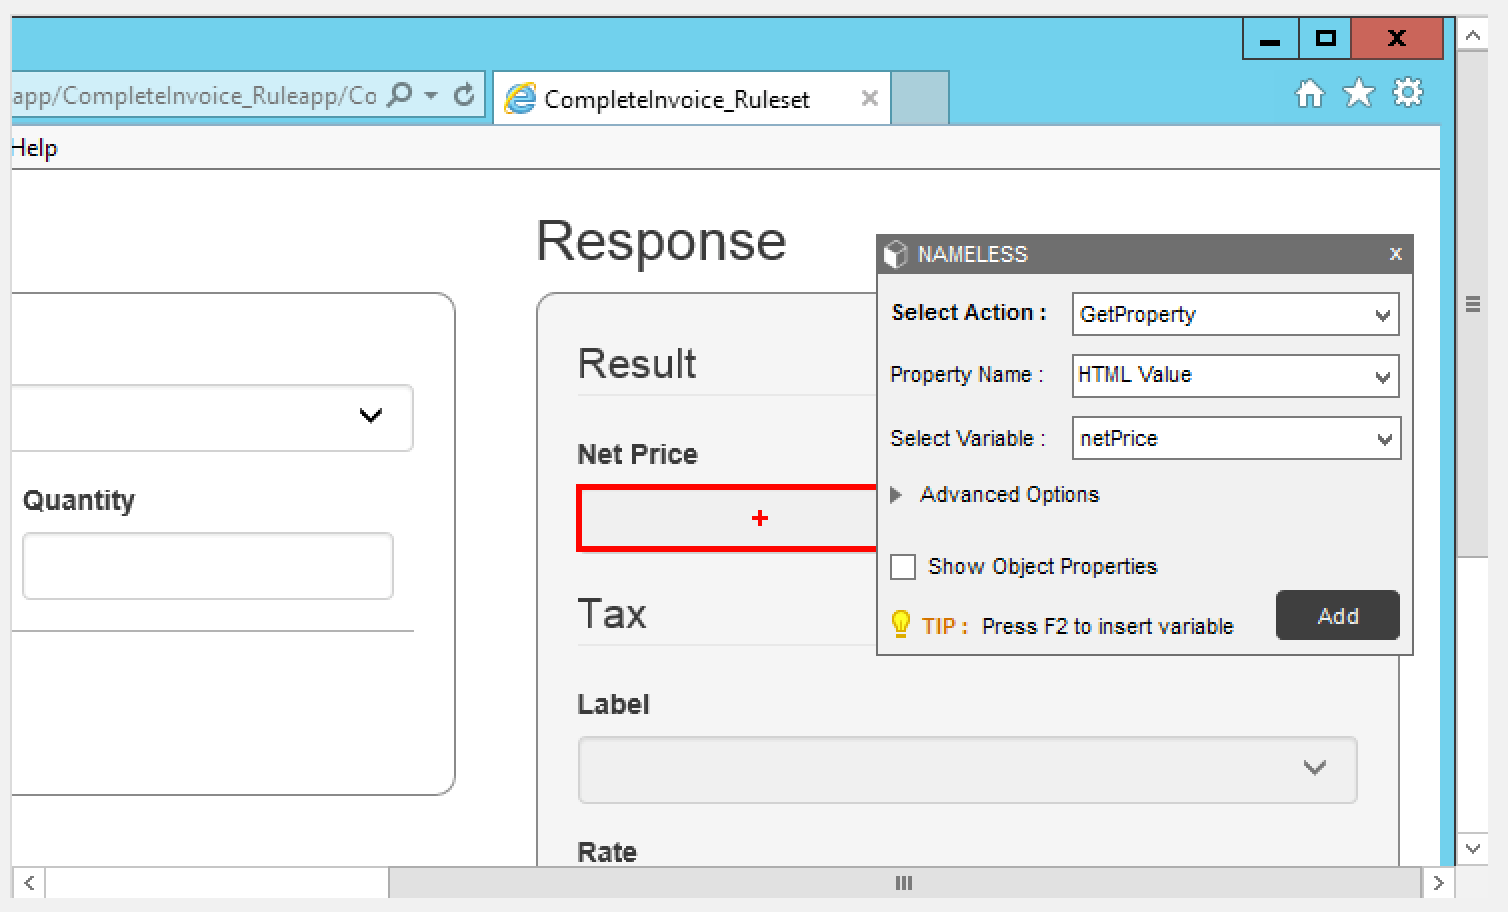 X
app/CompleteInvoice_Ruleapp/Co
CompleteInvoice_Ruleset
Help
Response
NAMELESS
x
Select Action :
GetProperty
Result
Property Name :
HTML Value
Net Price
Select Variable :
netPrice
Quantity
Advanced Options
Show Object Properties
Tax
TIP : Press F2 to insert variable
Add
Label
Rate